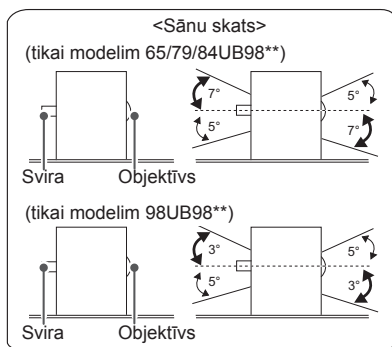 <Sānu skats>
(tikai modelim 65/79/84UB98**)
7°
5°
5°
7°
Svira
Objektīvs
(tikai modelim 98UB98**)
3°
5°
5°
3°
Svira
Objektīvs